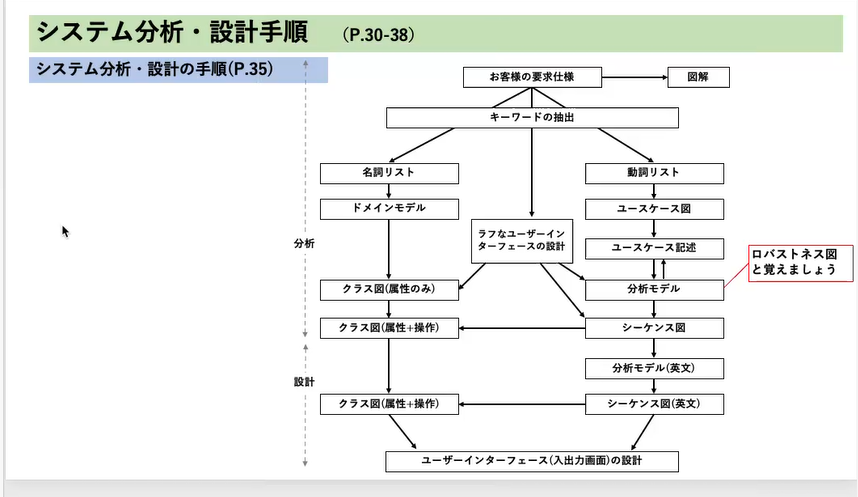 システム分析・設計手順 (P.30-38)
システム分析・設計の手順(P.35)
お客様の要求仕様
図解
キーワードの抽出
名詞リスト
動詞リスト
ドメインモデル
ユースケース図
ラフなユーザーイン
ターフェースの設計
分析
ユースケース記述
ロバストネス図
と覚えましょう
クラス図(属性のみ)
分析モデル
クラス図(属性+操作)
シーケンス図
設計
分析モデル(英文)
クラス図(属性+操作)
シーケンス図(英文)
ユーザーインターフェース(入出力画面)の設計